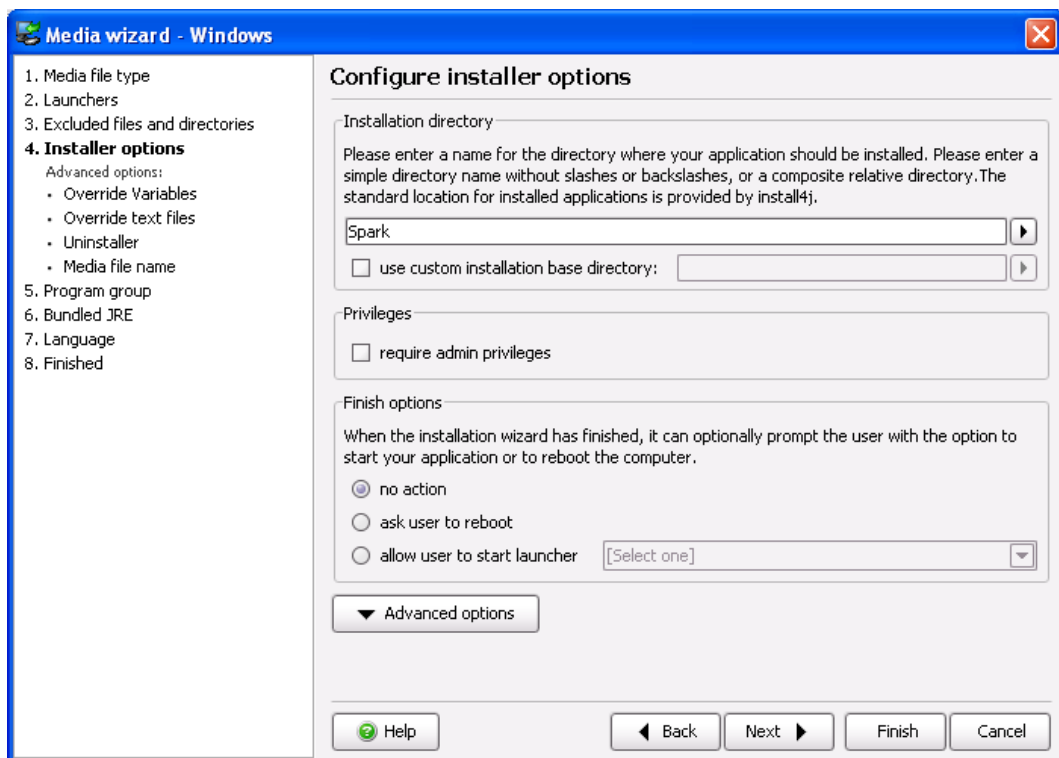 Media wizard - Windows
1. Media file type
2. Launchers
3. Excluded files and directories
4. Installer options
Advanced options:
• Override Variables
• Override text files
• Uninstaller
• Media file name
5. Program group
6. Bundled JRE
7. Language
8. Finished
Configure installer options
Installation directory
Please enter a name for the directory where your application should be installed. Please enter a
simple directory name without slashes or backslashes, or a composite relative directory.The
standard location for installed applications is provided by install4j.
Spark
use custom installation base directory:
Privileges
require admin privileges
Finish options
When the installation wizard has finished, it can optionally prompt the user with the option to
start your application or to reboot the computer.
no action
ask user to reboot
allow user to start launcher [Select one]
Advanced options
Help Back Next Finish Cancel